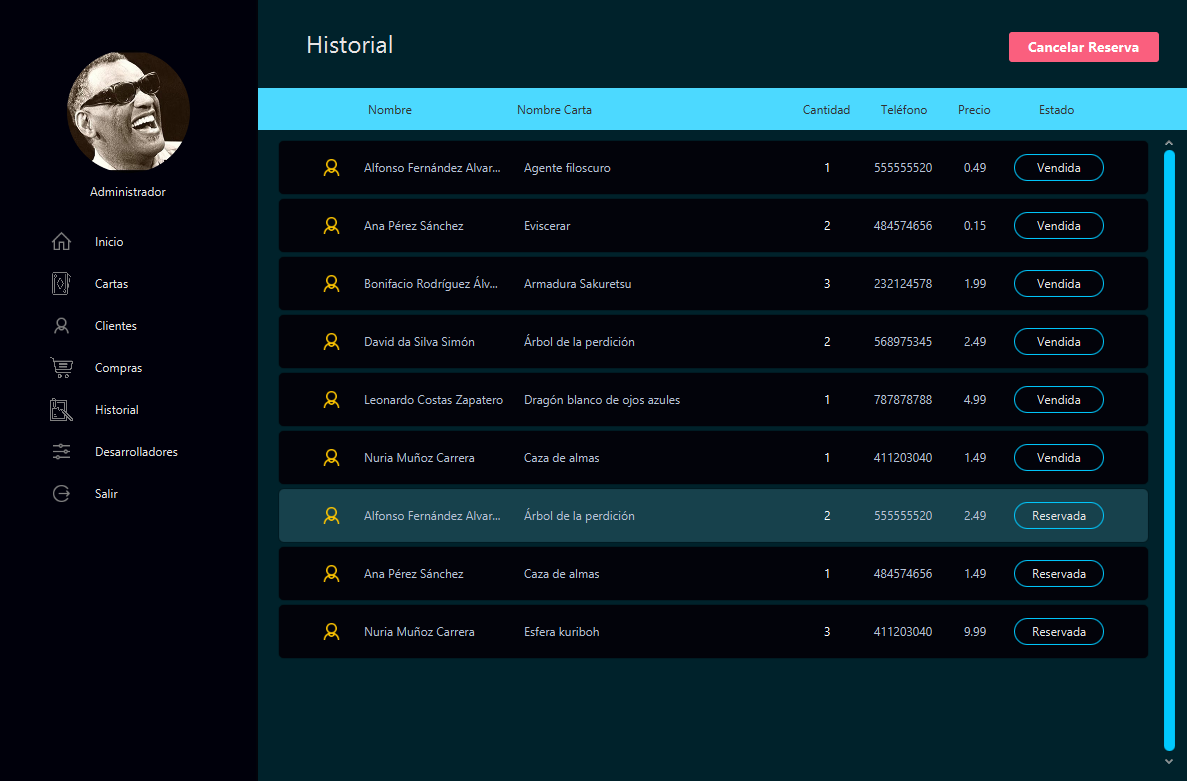 Historial
Cancelar Reserva
Nombre Nombre Carta Cantidad Teléfono Precio Estado
Administrador
Inicio
Cartas
Clientes
Compras
Historial
Desarrolladores
Salir
Alfonso Fernández Alvar... Agente filoscuro 1 555555520 0.49 Vendida
Ana Pérez Sánchez Eviscerar 2 484574656 0.15 Vendida
Bonifacio Rodríguez Álv... Armadura Sakuretsu 3 232124578 1.99 Vendida
David da Silva Simón Árbol de la perdición 2 568975345 2.49 Vendida
Leonardo Costas Zapatero Dragón blanco de ojos azules 1 787878788 4.99 Vendida
Nuria Muñoz Carrera Caza de almas 1 411203040 1.49 Vendida
Alfonso Fernández Alvar... Árbol de la perdición 2 555555520 2.49 Reservada
Ana Pérez Sánchez Caza de almas 1 484574656 1.49 Reservada
Nuria Muñoz Carrera Esfera kuriboh 3 411203040 9.99 Reservada